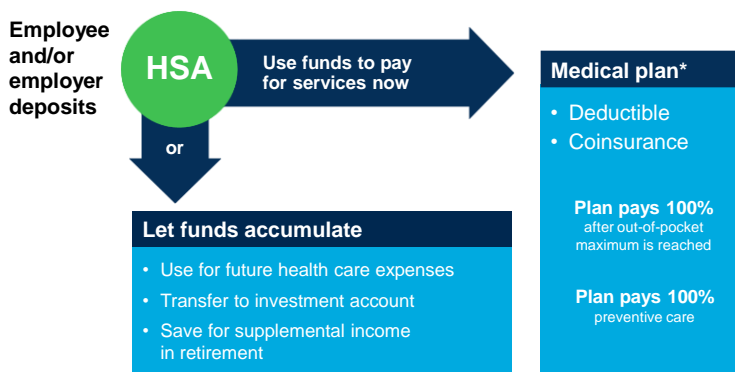 Employee
and/or
employer
deposits
HSA
Use funds to pay
for services now
or
Medical plan*
• Deductible
• Coinsurance
Plan pays 100%
after out-of-pocket
maximum is reached
Plan pays 100%
preventive care
Let funds accumulate
• Use for future health care expenses
• Transfer to investment account
• Save for supplemental income
in retirement